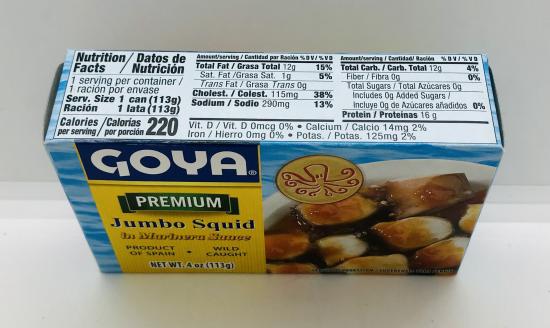 Nutrition / Datos de
Facts / Nutrición
1 serving per container /
1 ración por envase
Serv. Size 1 can (113g)
Ración 1 lata (113g)
Calories / Calorías
per serving / por porción 220
Amount/serving / Cantidad por Ración % DV / % VD
Total Fat / Grasa Total 12g 15%
Sat. Fat / Grasa Sat. 1g 5%
Trans Fat / Grasa Trans 0g
Cholest. / Colest. 115mg 38%
Sodium / Sodio 290mg 13%
Amount/serving / Cantidad/ Ración % DV / % VD
Total Carb. / Carb. Total 12g 4%
Fiber / Fibra 0g 0%
Total Sugars / Total Azúcares 0g
Includes 0g Added Sugars /
Incluye 0g de Azúcares añadidos 0%
Protein / Proteínas 16 g
Vit. D / Vit. D 0mcg 0% • Calcium / Calcio 14mg 2%
Iron / Hierro 0mg 0% • Potas. / Potas. 125mg 2%
GOYA®
PREMIUM
Jumbo Squid
in Marinera Sauce
PRODUCT OF SPAIN • WILD CAUGHT
NET WT. 4 oz (113g)